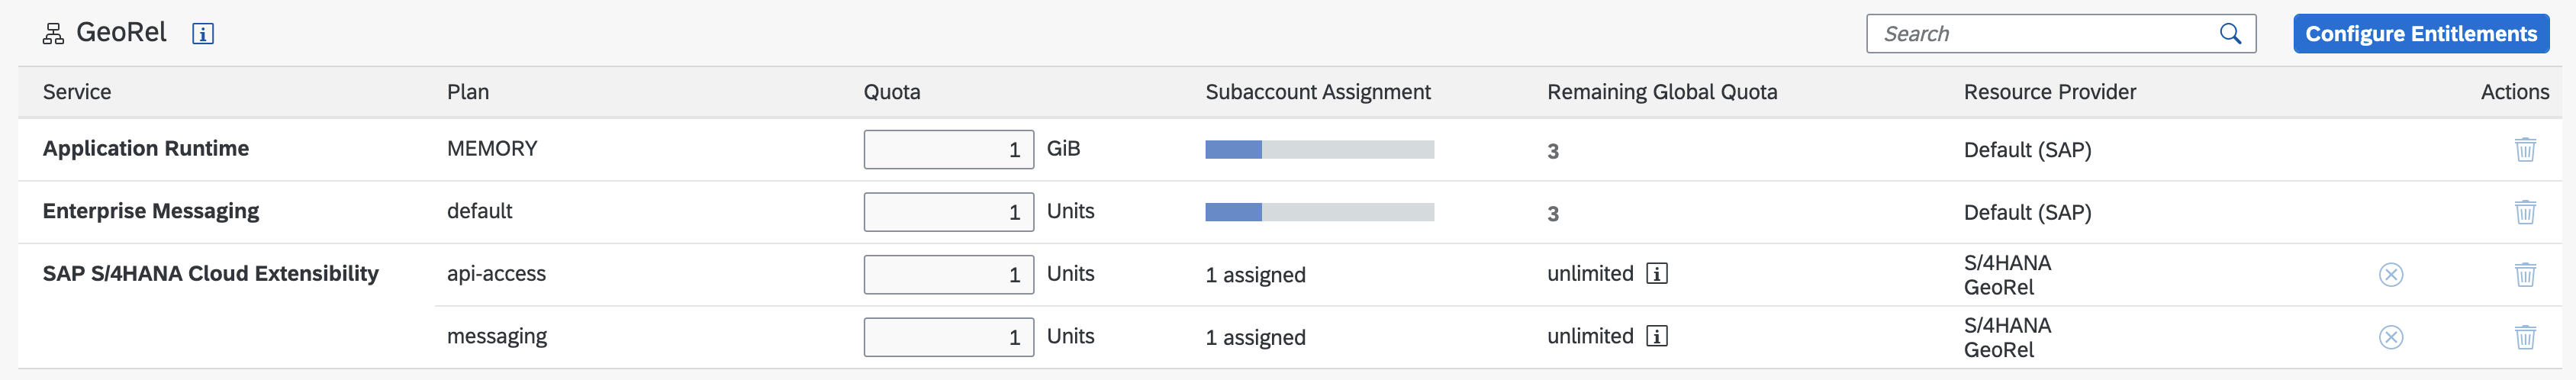 GeoRel
Search
Configure Entitlements
Service Plan Quota Subaccount Assignment Remaining Global Quota Resource Provider Actions
Application Runtime MEMORY 1 GiB 3 Default (SAP)
Enterprise Messaging default 1 Units 3 Default (SAP)
SAP S/4HANA Cloud Extensibility api-access 1 Units 1 assigned unlimited S/4HANA
GeoRel
messaging 1 Units 1 assigned unlimited S/4HANA
GeoRel